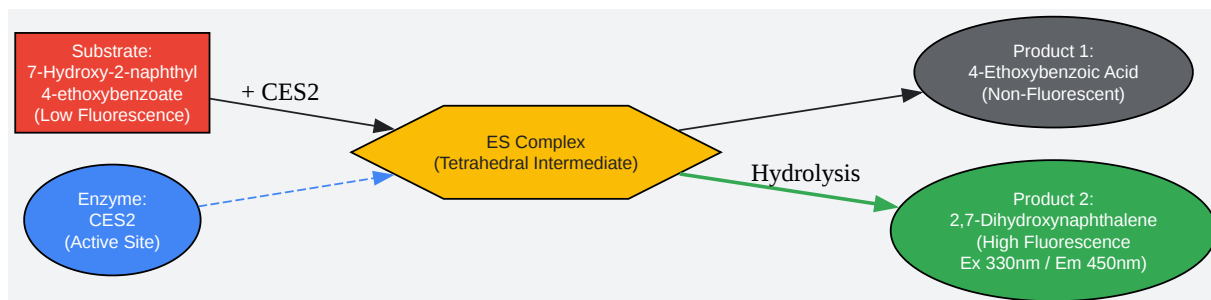 Substrate:
7-Hydroxy-2-naphthyl
4-ethoxybenzoate
(Low Fluorescence)
+ CES2
Enzyme:
CES2
(Active Site)
ES Complex
(Tetrahedral Intermediate)
Product 1:
4-Ethoxybenzoic Acid
(Non-Fluorescent)
Hydrolysis
Product 2:
2,7-Dihydroxynaphthalene
(High Fluorescence
Ex 330nm / Em 450nm)